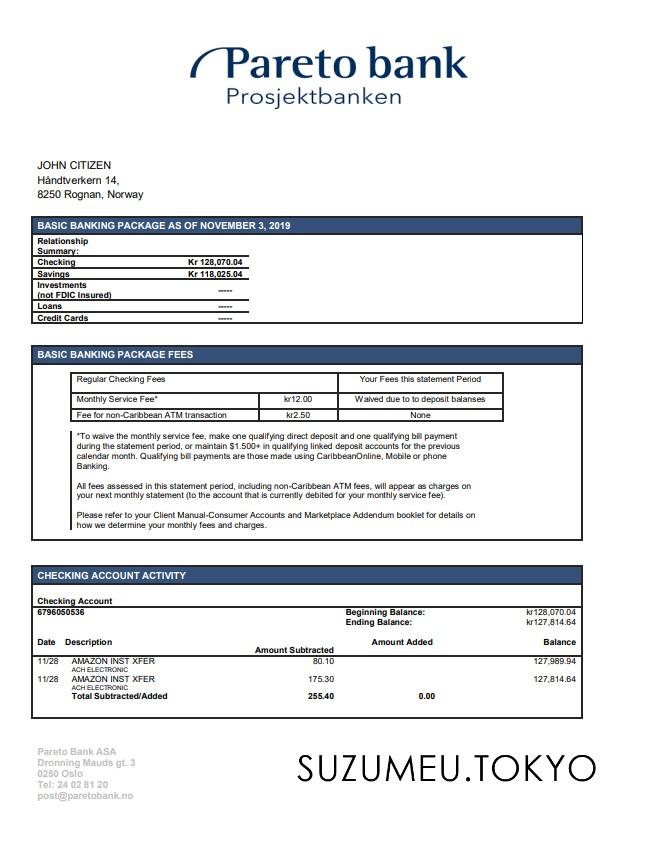 Pareto bank
Prosjektbanken
JOHN CITIZEN
Håndtverkern 14,
8250 Rognan, Norway
BASIC BANKING PACKAGE AS OF NOVEMBER 3, 2019
Relationship
Summary:
Checking Kr 128,070.04
Savings Kr 118,025.04
Investments
(not FDIC Insured) -----
Loans -----
Credit Cards -----
BASIC BANKING PACKAGE FEES
Regular Checking Fees Your Fees this statement Period
Monthly Service Fee* kr12.00 Waived due to to deposit balanses
Fee for non-Caribbean ATM transaction kr2.50 None
*To waive the monthly service fee, make one qualifying direct deposit and one qualifying bill payment
during the statement period, or maintain $1.500+ in qualifying linked deposit accounts for the previous
calendar month. Qualifying bill payments are those made using CaribbeanOnline, Mobile or phone
Banking.
All fees assessed in this statement period, including non-Caribbean ATM fees, will appear as charges on
your next monthly statement (to the account that is currently debited for your monthly service fee).
Please refer to your Client Manual-Consumer Accounts and Marketplace Addendum booklet for details on
how we determine your monthly fees and charges.
CHECKING ACCOUNT ACTIVITY
Checking Account
6796050536 Beginning Balance: kr128,070.04
Ending Balance: kr127,814.64
Date Description Amount Subtracted Amount Added Balance
11/28 AMAZON INST XFER 80.10 127,989.94
ACH ELECTRONIC
11/28 AMAZON INST XFER 175.30 127,814.64
ACH ELECTRONIC
Total Subtracted/Added 255.40 0.00
Pareto Bank ASA
Dronning Mauds gt. 3
0250 Oslo
Tel: 24 02 81 20
post@paretobank.no
SUZUMEU.TOKYO